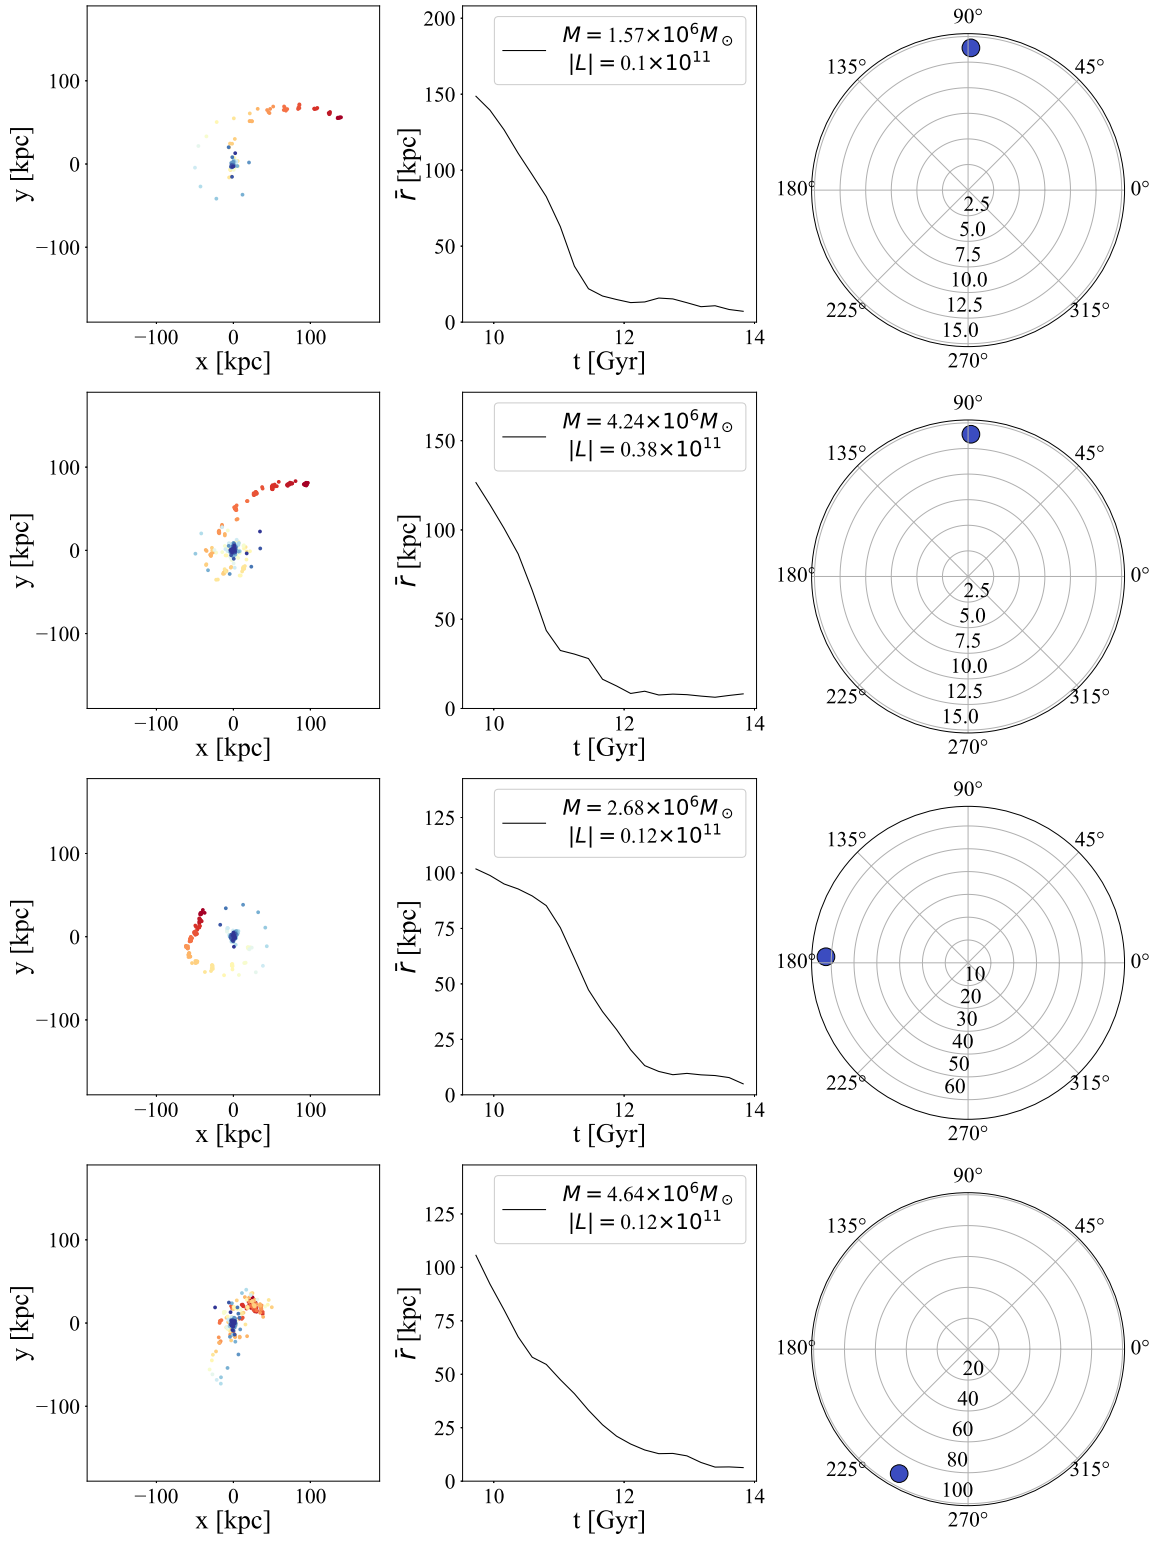 100
0
−100
y [kpc]
−100 0 100
x [kpc]
200
150
100
50
0
r̄ [kpc]
M = 1.57×10⁶M⊙
|L| = 0.1×10¹¹
10 12 14
t [Gyr]
90°
135° 45°
180° 0°
2.5
5.0
7.5
10.0
12.5
15.0
225° 315°
270°
100
0
−100
y [kpc]
−100 0 100
x [kpc]
150
100
50
0
r̄ [kpc]
M = 4.24×10⁶M⊙
|L| = 0.38×10¹¹
10 12 14
t [Gyr]
90°
135° 45°
180° 0°
2.5
5.0
7.5
10.0
12.5
15.0
225° 315°
270°
100
0
−100
y [kpc]
−100 0 100
x [kpc]
125
100
75
50
25
0
r̄ [kpc]
M = 2.68×10⁶M⊙
|L| = 0.12×10¹¹
10 12 14
t [Gyr]
90°
135° 45°
180° 0°
10
20
30
40
50
60
225° 315°
270°
100
0
−100
y [kpc]
−100 0 100
x [kpc]
125
100
75
50
25
0
r̄ [kpc]
M = 4.64×10⁶M⊙
|L| = 0.12×10¹¹
10 12 14
t [Gyr]
90°
135° 45°
180° 0°
20
40
60
80
100
225° 315°
270°